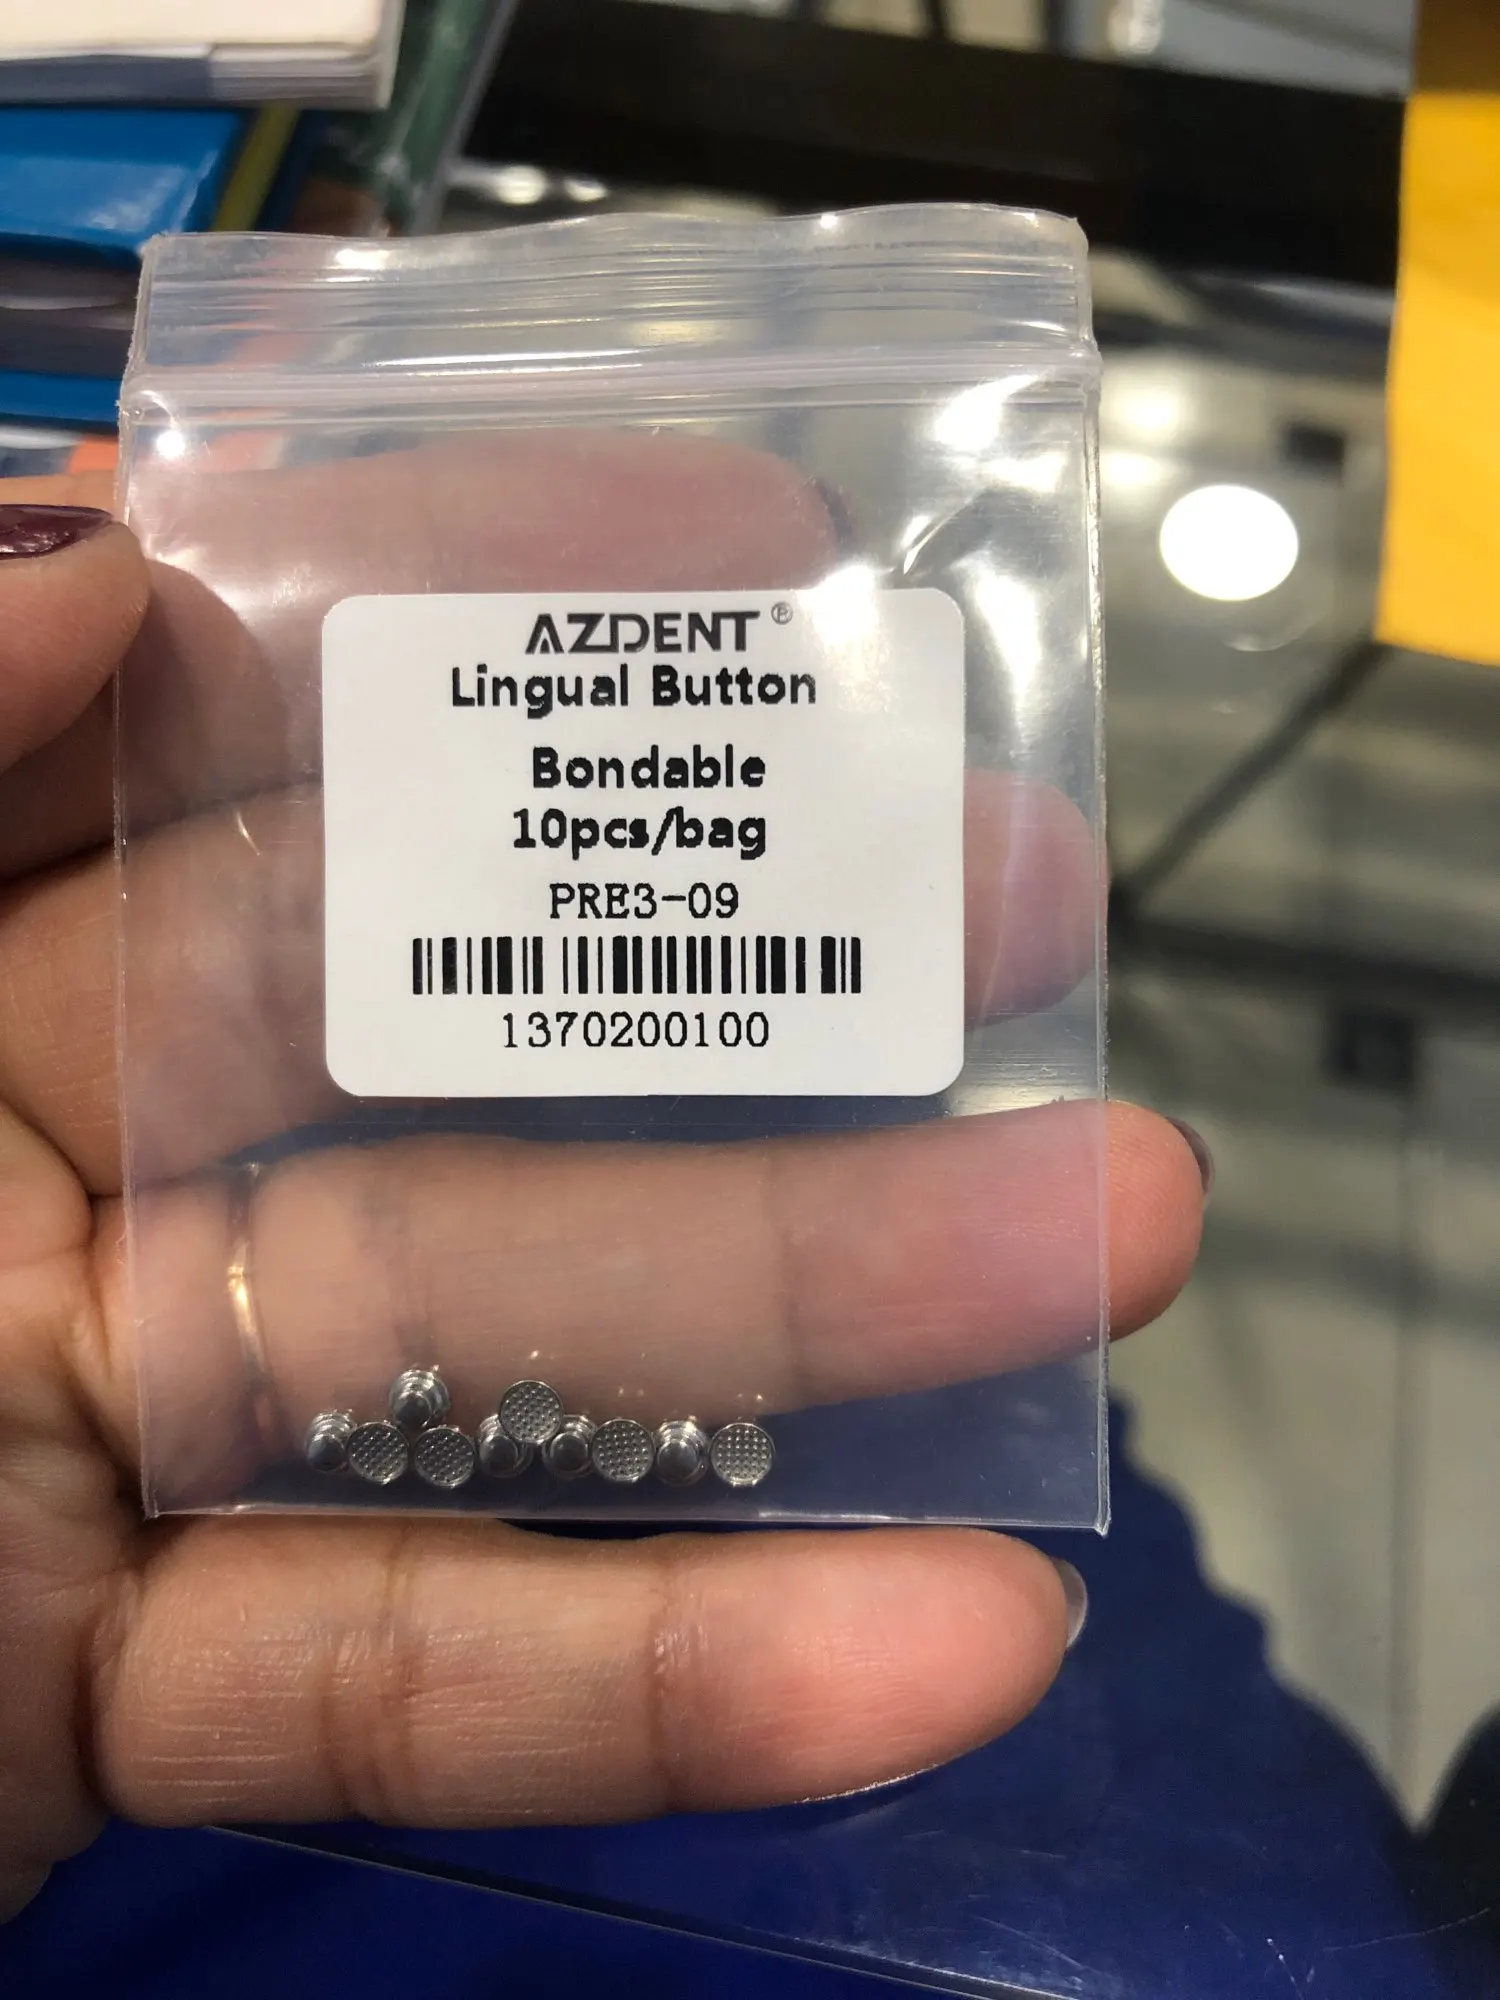 AZDENT®
Lingual Button
Bondable
10pcs/bag
PRE3-09
1370200100